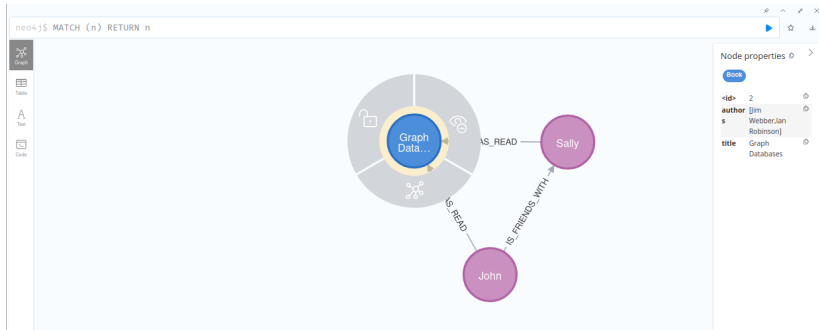 neo4j$ MATCH (n) RETURN n
Graph
Table
Text
Code
Graph
Data...
AS_READ
Sally
AS_READ
IS_FRIENDS_WITH
John
Node properties
Book
<id> 2
author [Jim
s Webber,Ian
Robinson]
title Graph
Databases